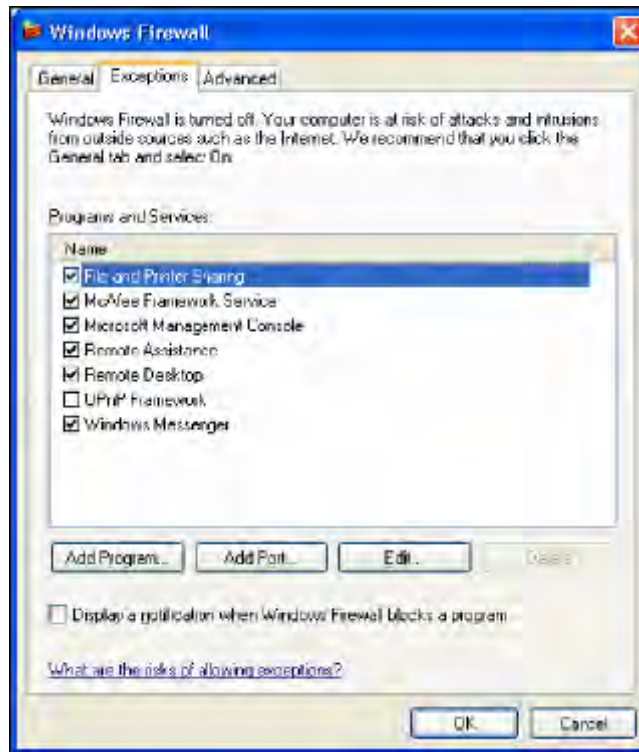 Windows Firewall
General Exceptions Advanced
Windows Firewall is turned off. Your computer is at risk of attacks and intrusions
from outside sources such as the Internet. We recommend that you click the
General tab and select On.
Programs and Services:
Name
File and Printer Sharing
McAfee Framework Service
Microsoft Management Console
Remote Assistance
Remote Desktop
UPnP Framework
Windows Messenger
Add Program... Add Port... Edit... Delete
Display a notification when Windows Firewall blocks a program
What are the risks of allowing exceptions?
OK Cancel